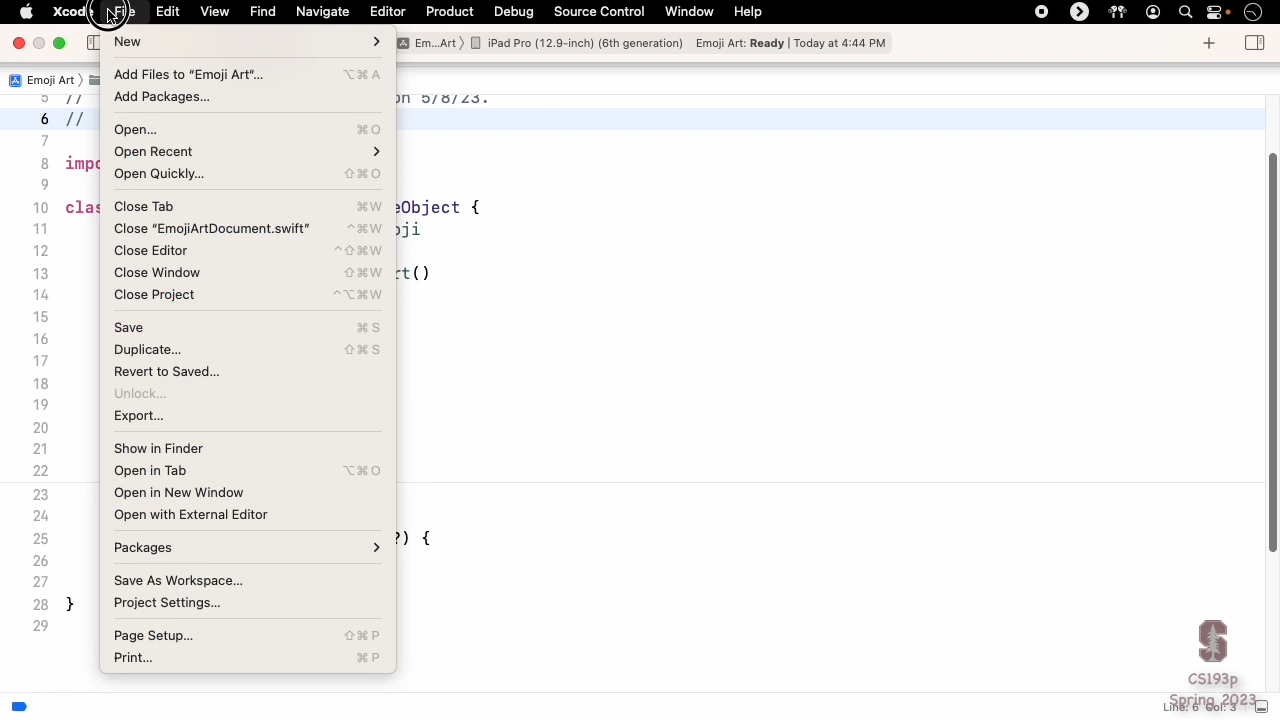 Xcode File Edit View Find Navigate Editor Product Debug Source Control Window Help
Em...Art 〉 iPad Pro (12.9-inch) (6th generation) Emoji Art: Ready | Today at 4:44 PM
Emoji Art 〉
New
Add Files to “Emoji Art”... ⌥⌘A
Add Packages...
Open... ⌘O
Open Recent
Open Quickly... ⇧⌘O
Close Tab ⌘W
Close “EmojiArtDocument.swift” ^⌘W
Close Editor ^⇧⌘W
Close Window ⇧⌘W
Close Project ^⌥⌘W
Save ⌘S
Duplicate... ⇧⌘S
Revert to Saved...
Unlock...
Export...
Show in Finder
Open in Tab ⌥⌘O
Open in New Window
Open with External Editor
Packages
Save As Workspace...
Project Settings...
Page Setup... ⇧⌘P
Print... ⌘P
5 // on 5/8/23.
6 //
7
8
9
10 eObject {
11 oji
12
13 rt()
14
15
16
17
18
19
20
21
22
23
24
25 ?) {
26
27
28 }
29
S
CS193p
Spring 2023
Line: 6 Col: 3